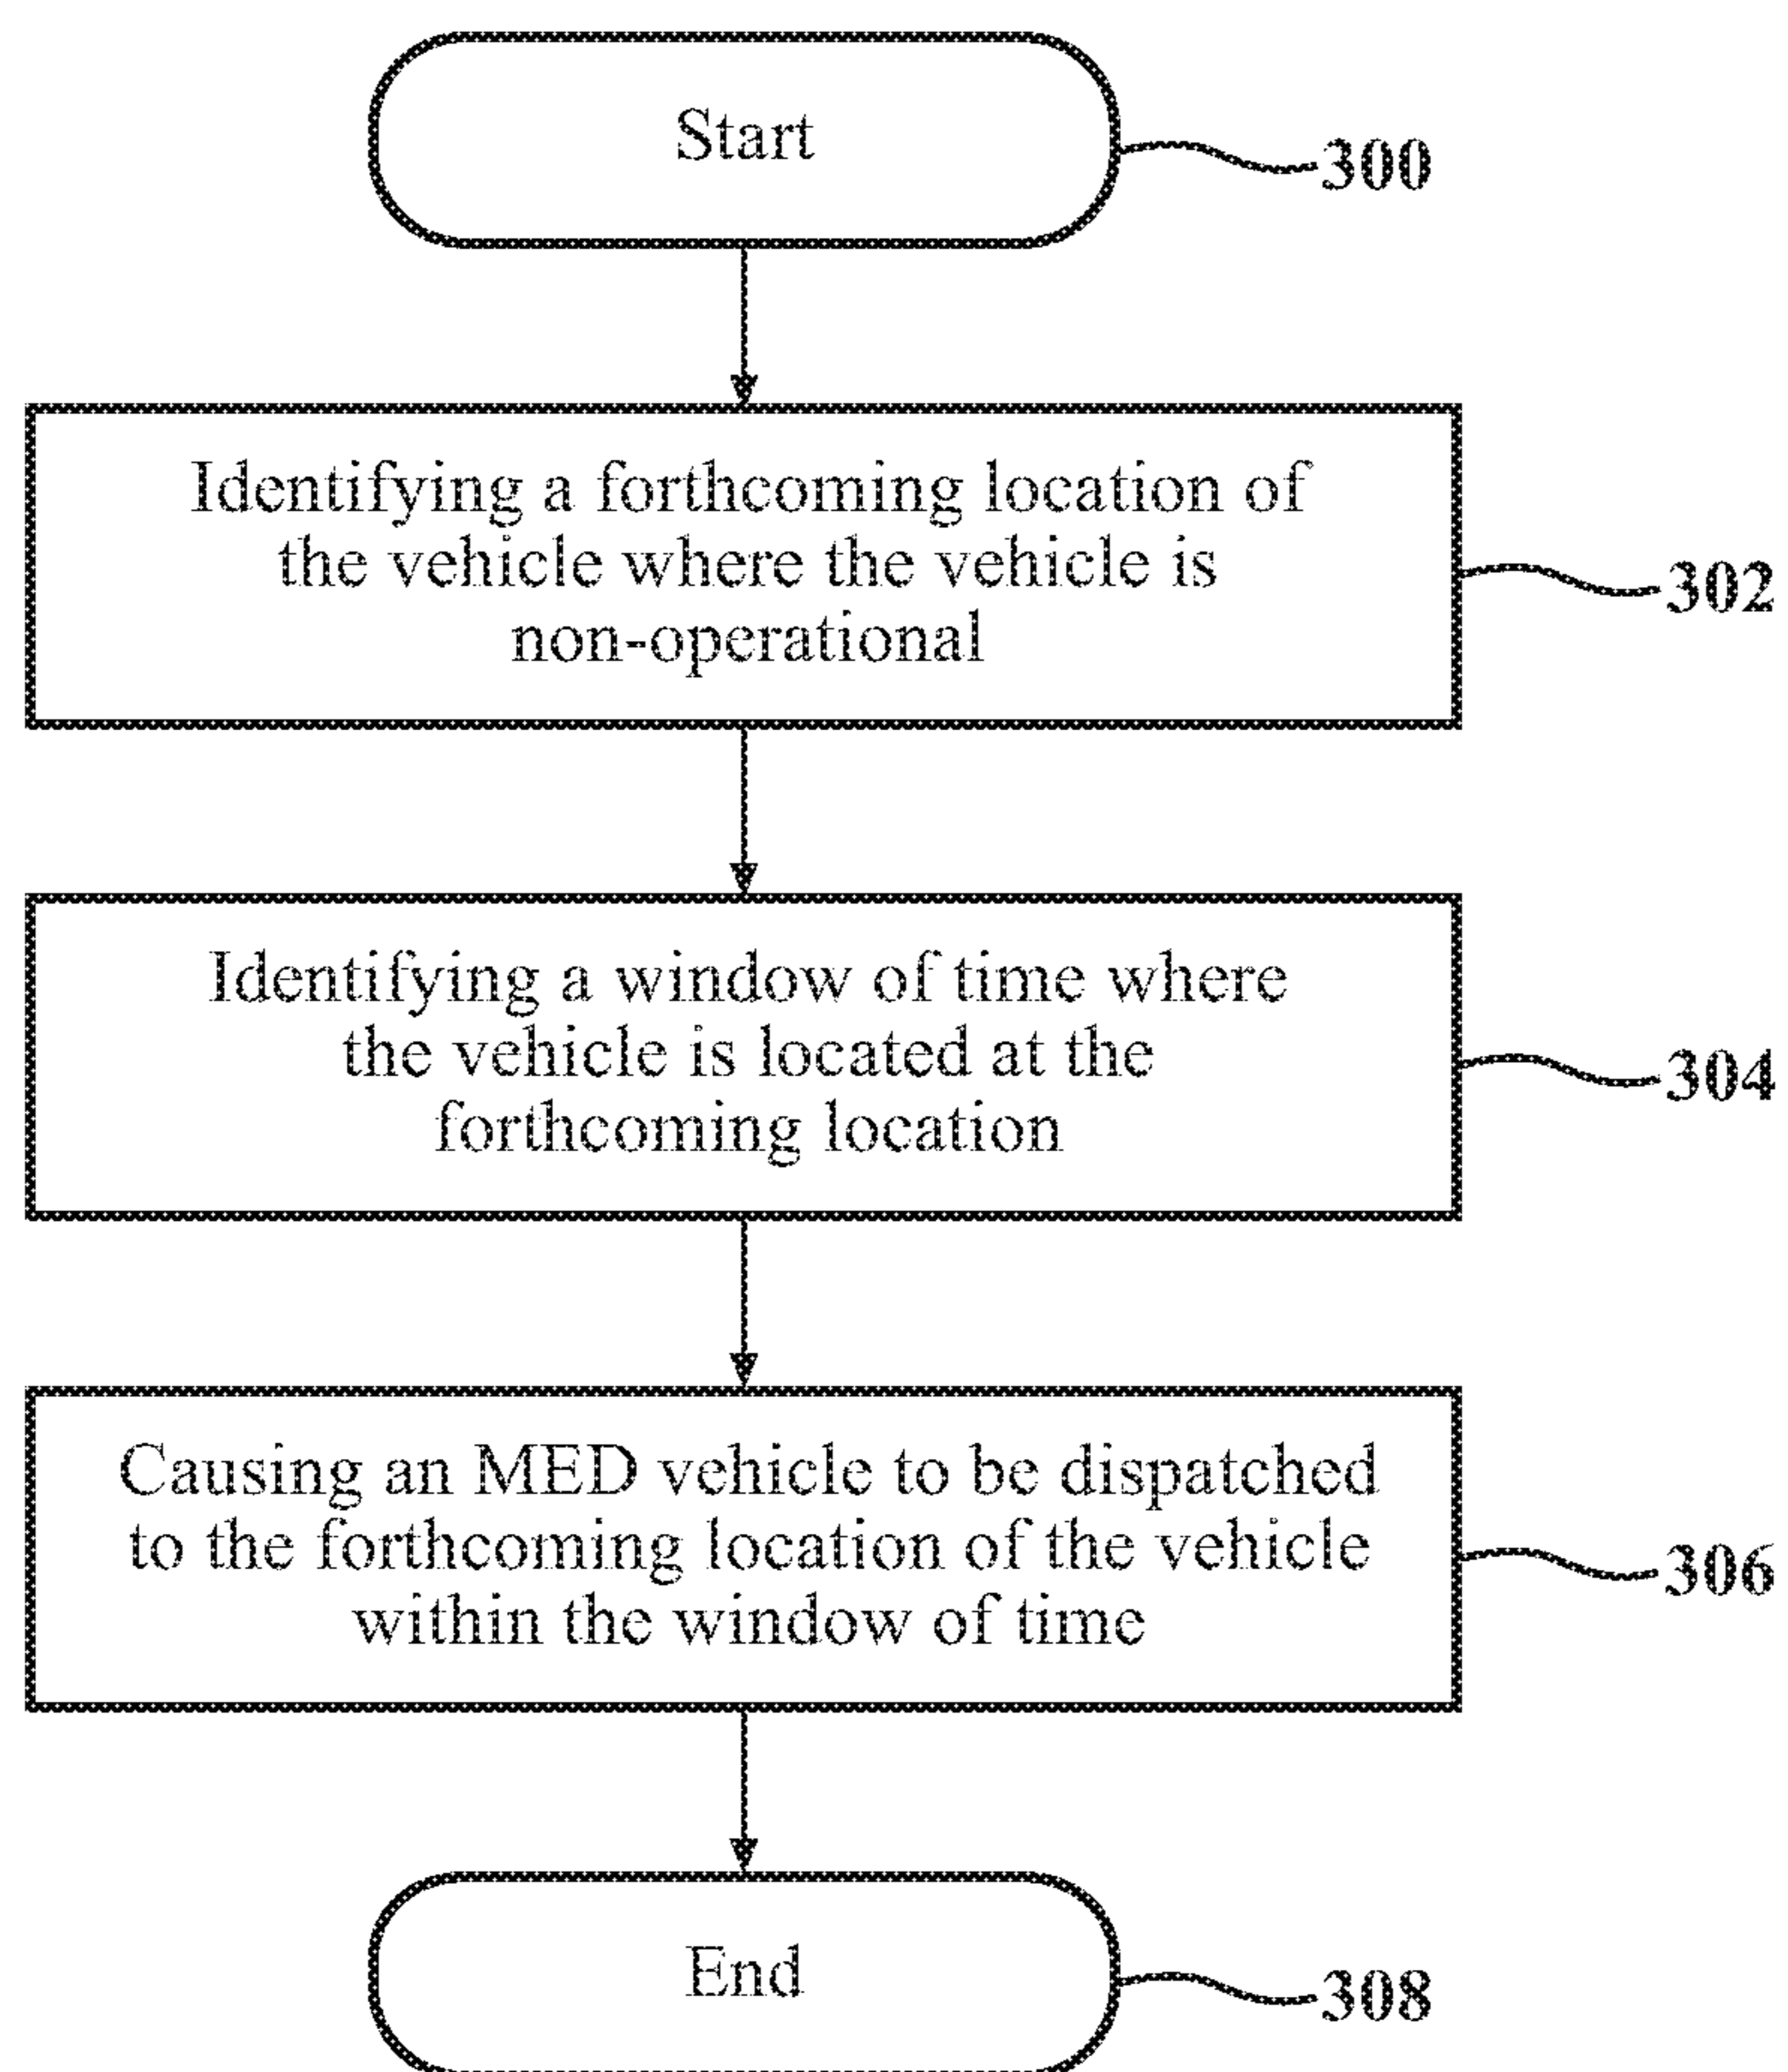 Start
300
Identifying a forthcoming location of
the vehicle where the vehicle is
non-operational
302
Identifying a window of time where
the vehicle is located at the
forthcoming location
304
Causing an MED vehicle to be dispatched
to the forthcoming location of the vehicle
within the window of time
306
End
308